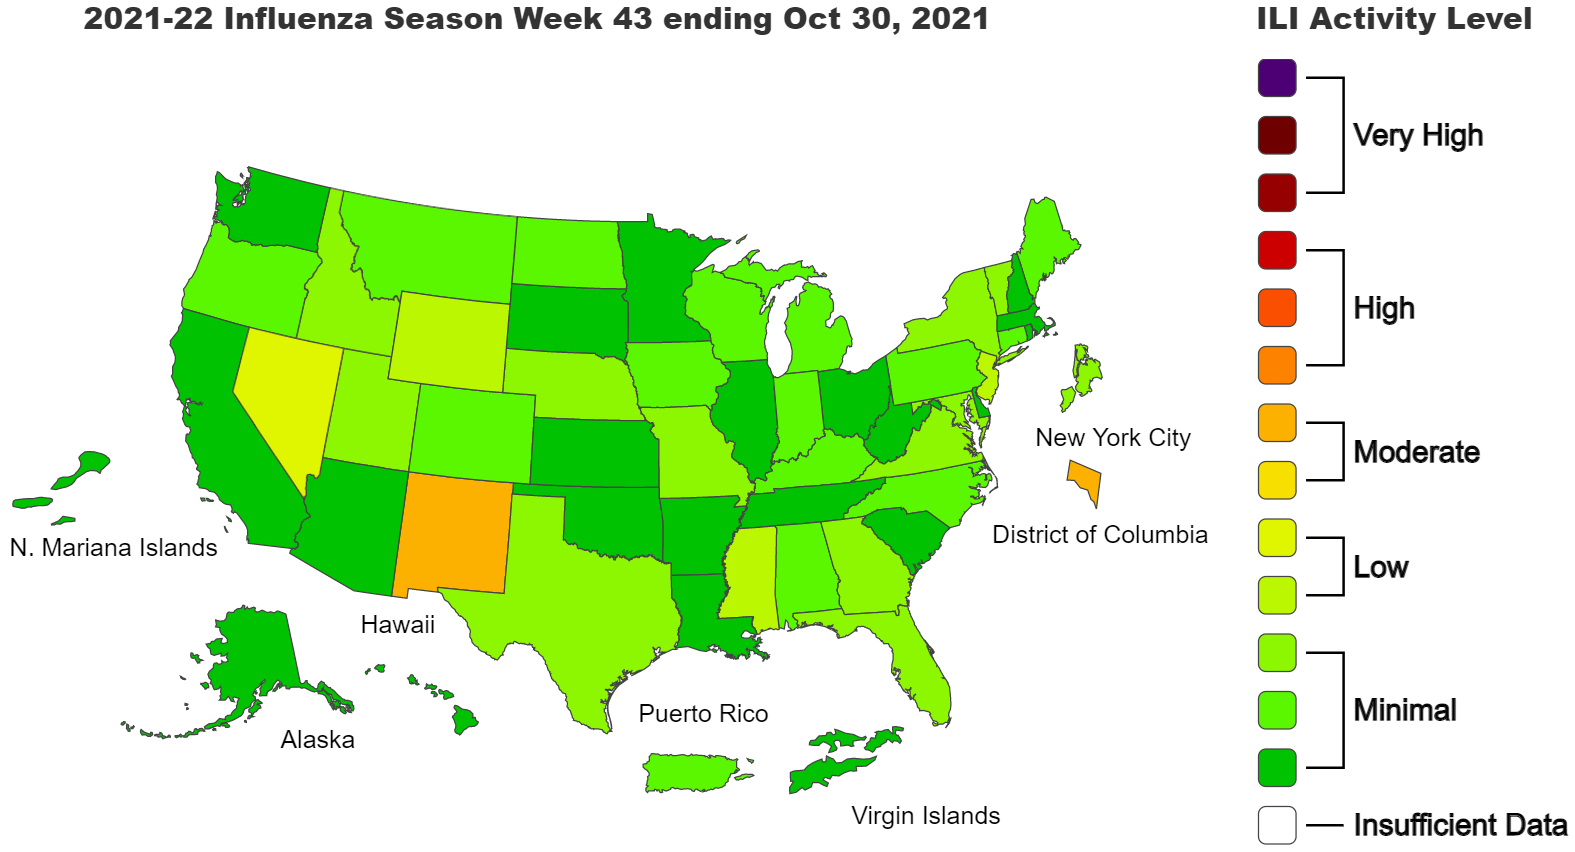 2021-22 Influenza Season Week 43 ending Oct 30, 2021
ILI Activity Level
Very High
High
Moderate
Low
Minimal
Insufficient Data
New York City
District of Columbia
N. Mariana Islands
Hawaii
Alaska
Puerto Rico
Virgin Islands